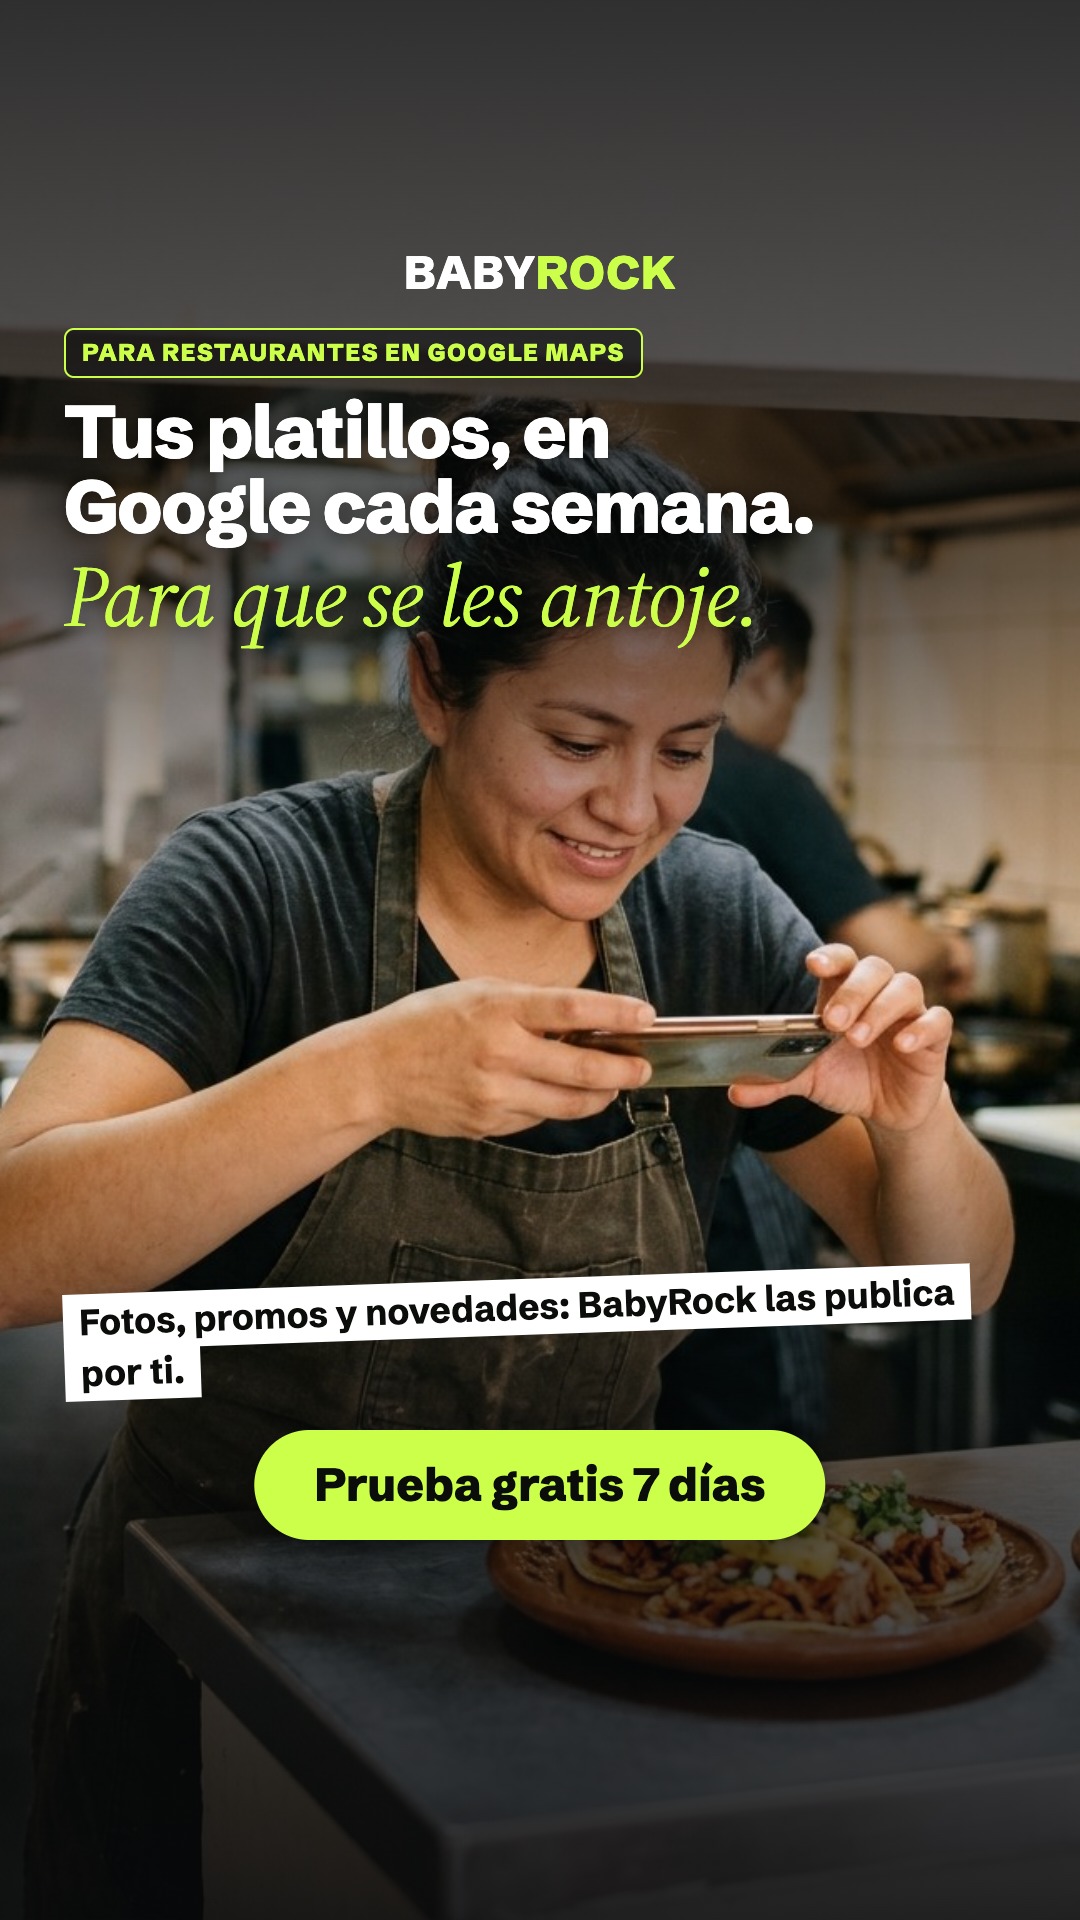 BABYROCK
PARA RESTAURANTES EN GOOGLE MAPS
Tus platillos, en
Google cada semana.
Para que se les antoje.
Fotos, promos y novedades: BabyRock las publica
por ti.
Prueba gratis 7 días